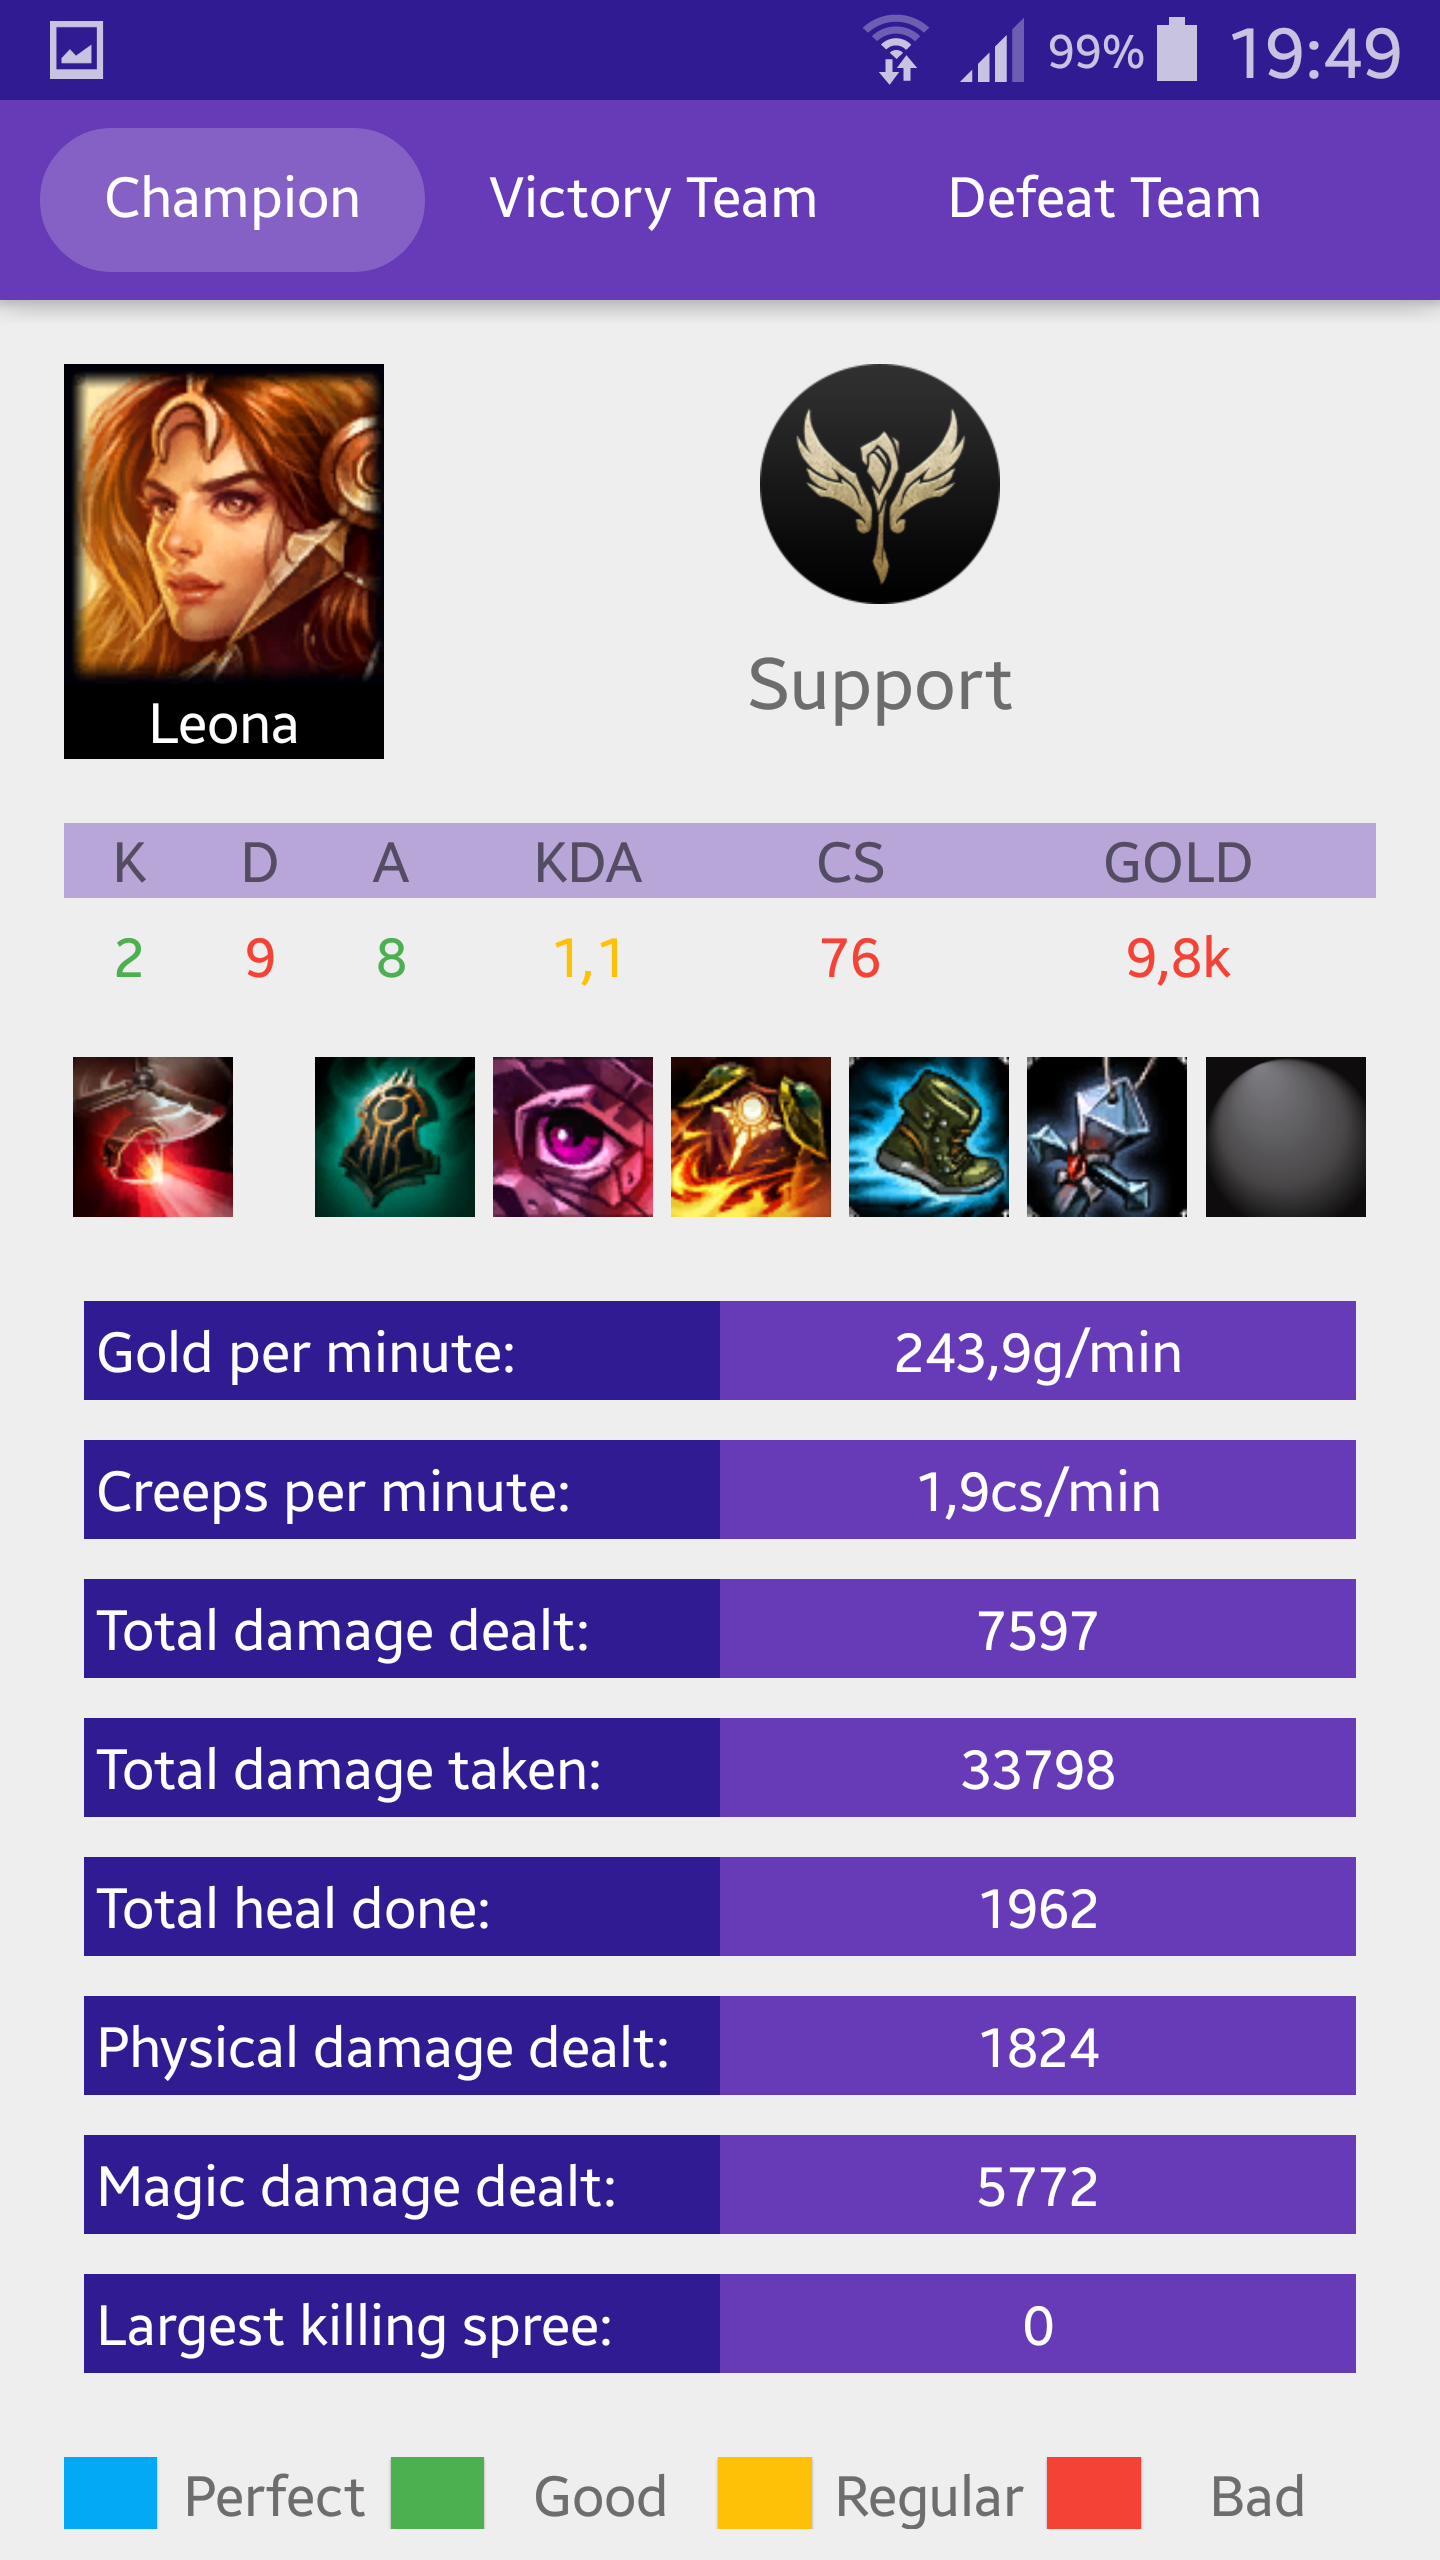 99% 19:49
Champion Victory Team Defeat Team
Leona
Support
K D A KDA CS GOLD
2 9 8 1,1 76 9,8k
Gold per minute: 243,9g/min
Creeps per minute: 1,9cs/min
Total damage dealt: 7597
Total damage taken: 33798
Total heal done: 1962
Physical damage dealt: 1824
Magic damage dealt: 5772
Largest killing spree: 0
Perfect Good Regular Bad